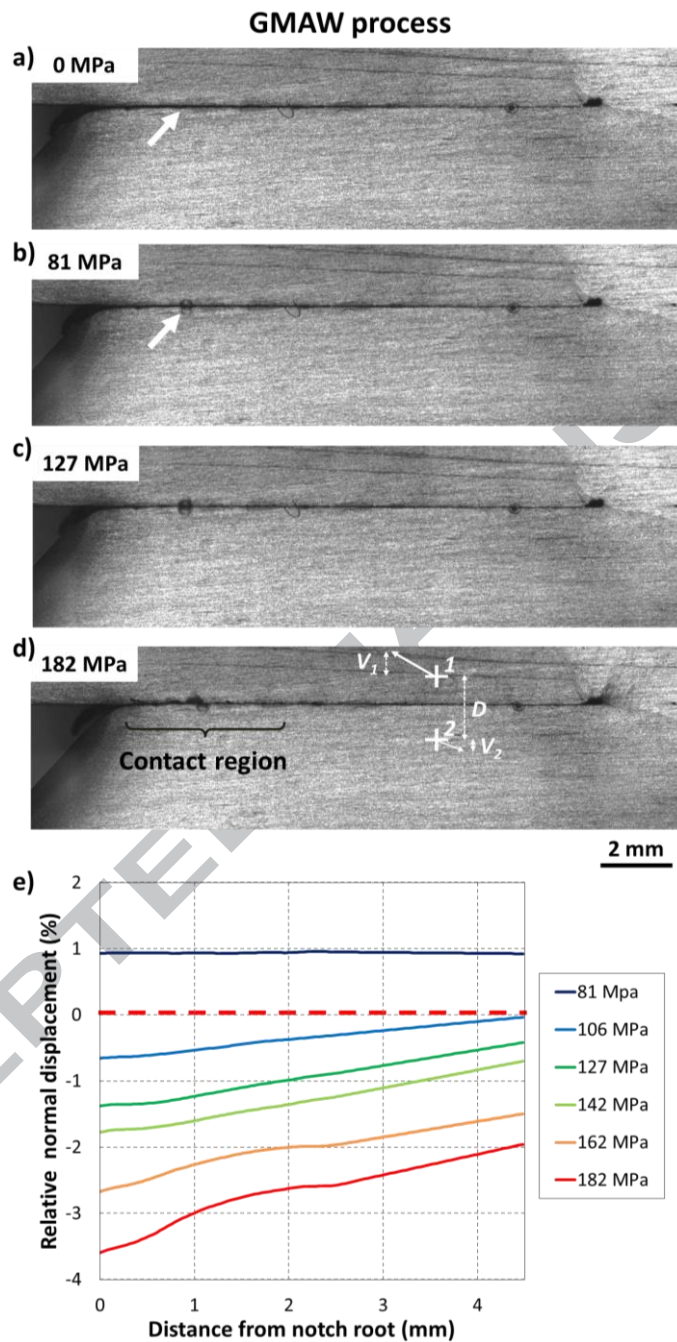 GMAW process
a) 0 MPa
b) 81 MPa
c) 127 MPa
d) 182 MPa
V1
1
D
2
V2
Contact region
2 mm
e)
Relative normal displacement (%)
2
1
0
-1
-2
-3
-4
0 1 2 3 4
Distance from notch root (mm)
81 Mpa
106 MPa
127 MPa
142 MPa
162 MPa
182 MPa